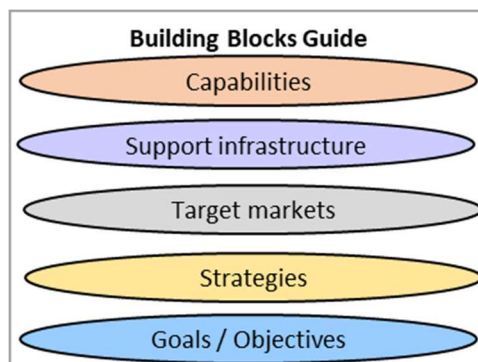 Building Blocks Guide
Capabilities
Support infrastructure
Target markets
Strategies
Goals / Objectives